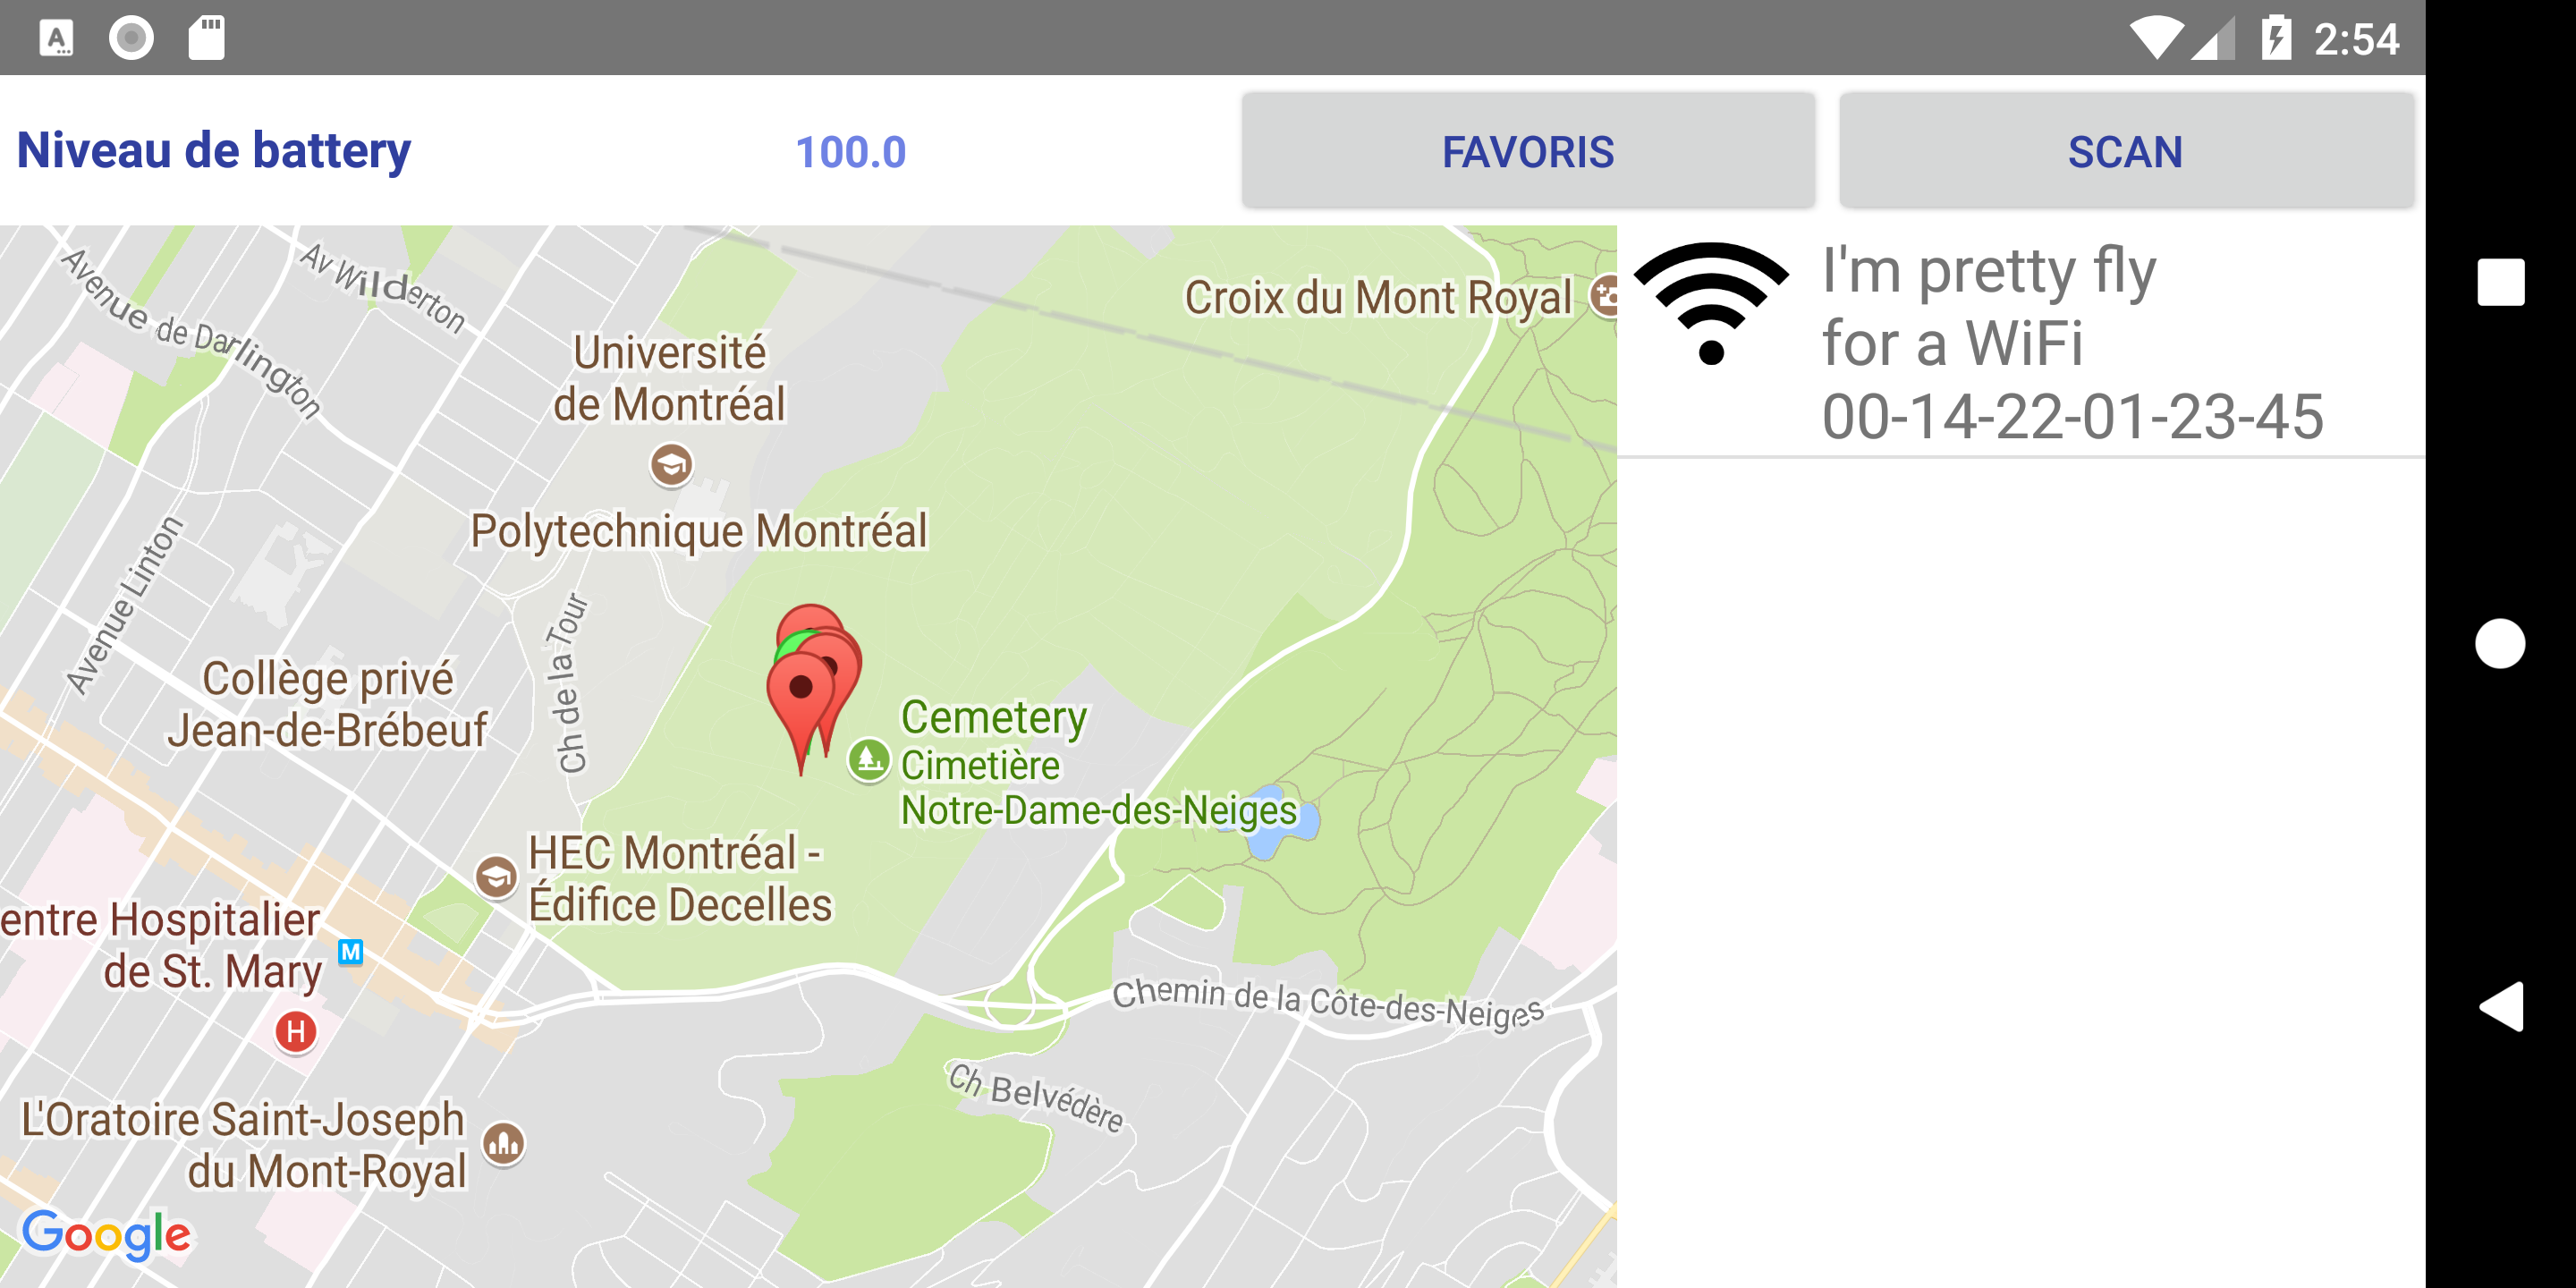 A
2:54
Niveau de battery
100.0
FAVORIS
SCAN
I'm pretty fly
for a WiFi
00-14-22-01-23-45
Avenue de Darlington
Av Wilderton
Croix du Mont Royal
Université
de Montréal
Polytechnique Montréal
Avenue Linton
Ch de la Tour
Collège privé
Jean-de-Brébeuf
Cemetery
Cimetière
Notre-Dame-des-Neiges
HEC Montréal -
Édifice Decelles
entre Hospitalier
de St. Mary
M
H
Chemin de la Côte-des-Neiges
Ch Belvédère
L'Oratoire Saint-Joseph
du Mont-Royal
Google